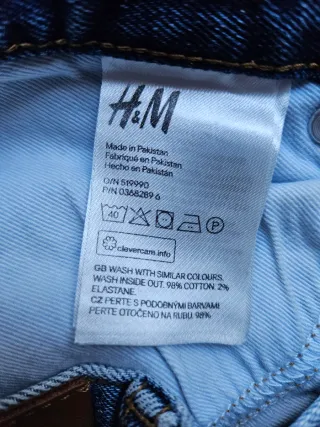 H&M
Made in Pakistan
Fabriqué en Pakistan
Hecho en Pakistán
O/N 519990
P/N 0368289 6
40
P
clevercare.info
GB WASH WITH SIMILAR COLOURS.
WASH INSIDE OUT. 98% COTTON. 2%
ELASTANE.
CZ PERTE S PODOBNÝMI BARVAMI.
PERTE OTOČENO NA RUBU. 98%